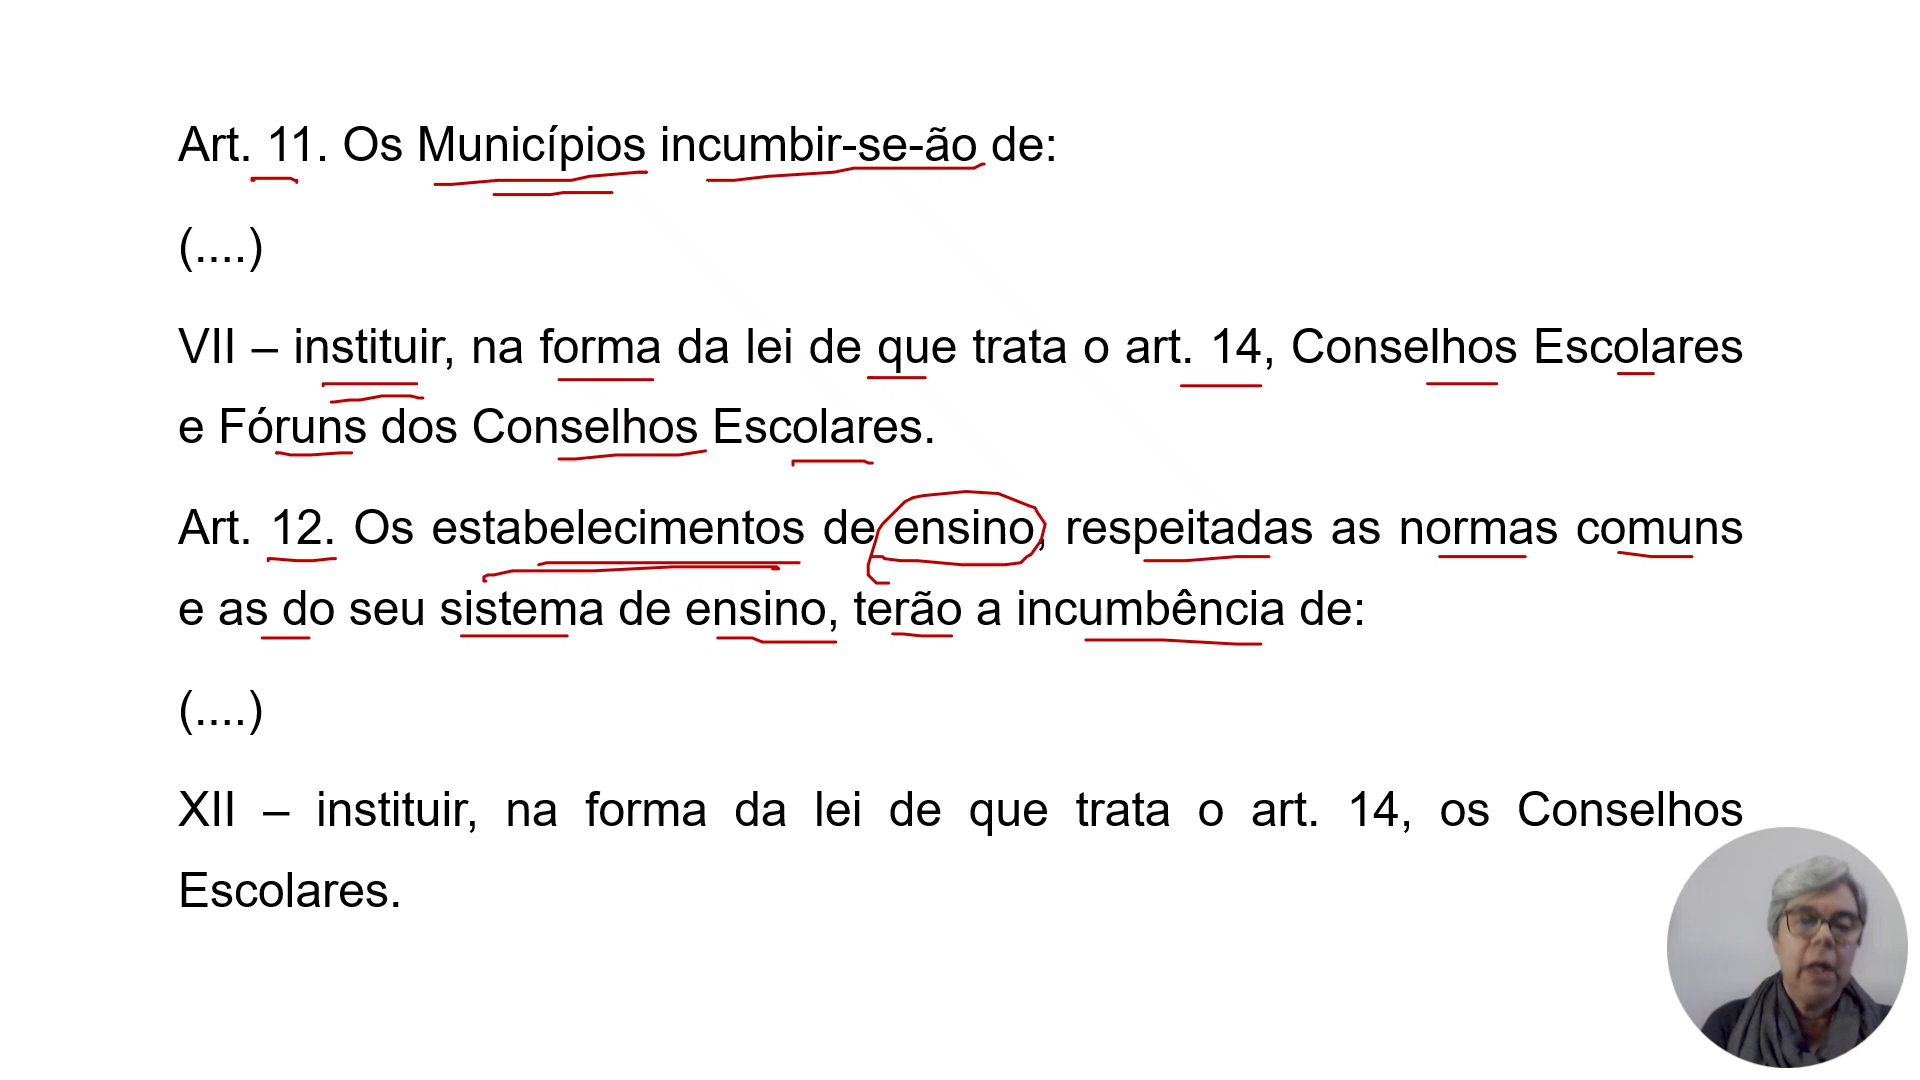 Art. 11. Os Municípios incumbir-se-ão de:
(....)
VII – instituir, na forma da lei de que trata o art. 14, Conselhos Escolares
e Fóruns dos Conselhos Escolares.
Art. 12. Os estabelecimentos de ensino, respeitadas as normas comuns
e as do seu sistema de ensino, terão a incumbência de:
(....)
XII – instituir, na forma da lei de que trata o art. 14, os Conselhos
Escolares.